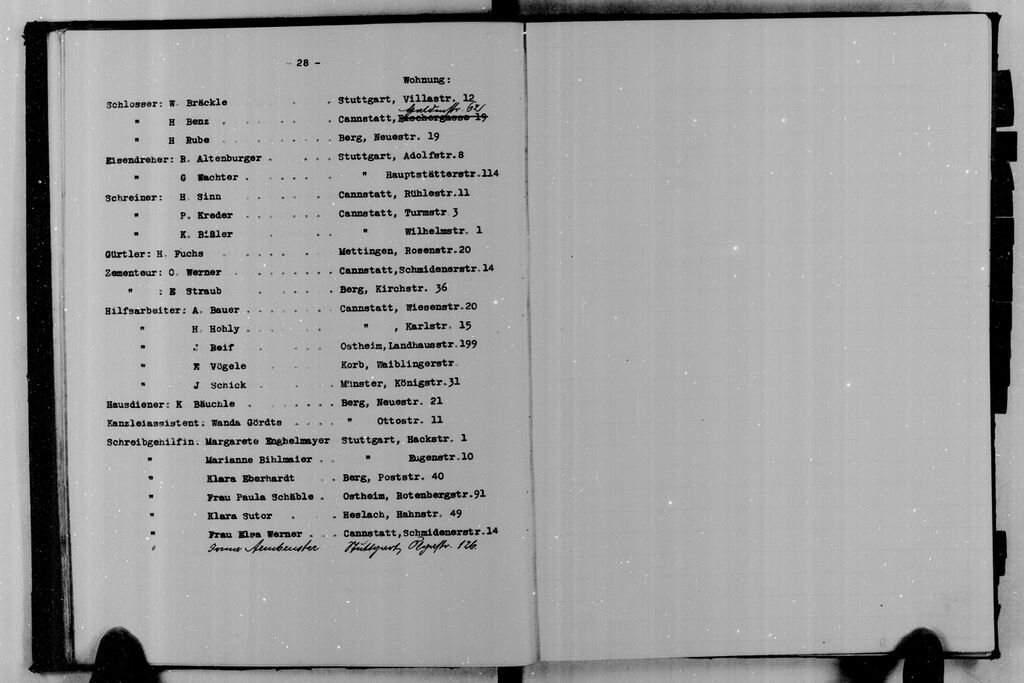 - 28 -
Wohnung:
Schlosser: W. Bräckle . . . Stuttgart, Villastr. 12
" H Benz . . . . . . Cannstatt, 62/ Fischergasse 19
" H Rube . . . . . Berg, Neuestr. 19
Eisendreher: R. Altenburger . . . . Stuttgart, Adolfstr.8
" G Wachter . . . . . . " Hauptstätterstr.114
Schreiner: H. Sinn . . . . . Cannstatt, Rühlestr.11
" P. Kreder . . . . . . Cannstatt, Turmstr 3
" K. Bißler . . . . " Wilhelmstr. 1
Gürtler: H. Fuchs . . . . . Mettingen, Rosenstr.20
Zementeur: O. Werner . . . . . . Cannstatt,Schmidenerstr.14
" : E Straub . . . . . Berg, Kirchstr. 36
Hilfsarbeiter: A. Bauer . . . . . . Cannstatt, Wiesenstr.20
" H. Hohly . . . . . " , Karlstr. 15
" J Beif . . . . Ostheim,Landhausstr.199
" E Vögele . . . . Korb, Waiblingerstr.
" J Schick . . . . Münster, Königstr.31
Hausdiener: K Bäuchle . . . . . . . Berg, Neuestr. 21
Kanzleiassistent: Wanda Gördts . . . . " Ottostr. 11
Schreibgehilfin: Margarete Enghelmayer Stuttgart, Hackstr. 1
" Marianne Bihlmaier . . " Eugenstr.10
" Klara Eberhardt . . Berg, Poststr. 40
" Frau Paula Schäble . Ostheim, Rotenbergstr.91
" Klara Sutor . . . Heslach, Hahnstr. 49
" Frau Elsa Werner . . . Cannstatt,Schmidenerstr.14
" Stuttgart, 126.